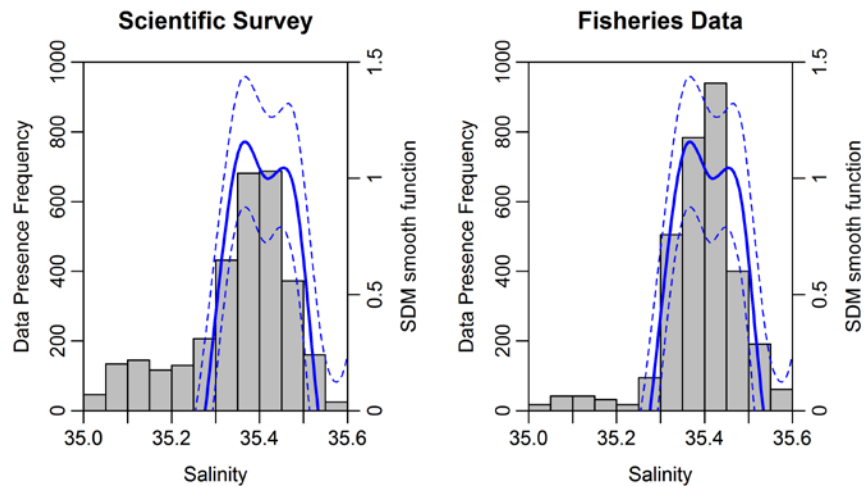 Scientific Survey
Data Presence Frequency
0 200 400 600 800 1000
SDM smooth function
0 0.5 1 1.5
35.0 35.2 35.4 35.6
Salinity
Fisheries Data
Data Presence Frequency
0 200 400 600 800 1000
SDM smooth function
0 0.5 1 1.5
35.0 35.2 35.4 35.6
Salinity